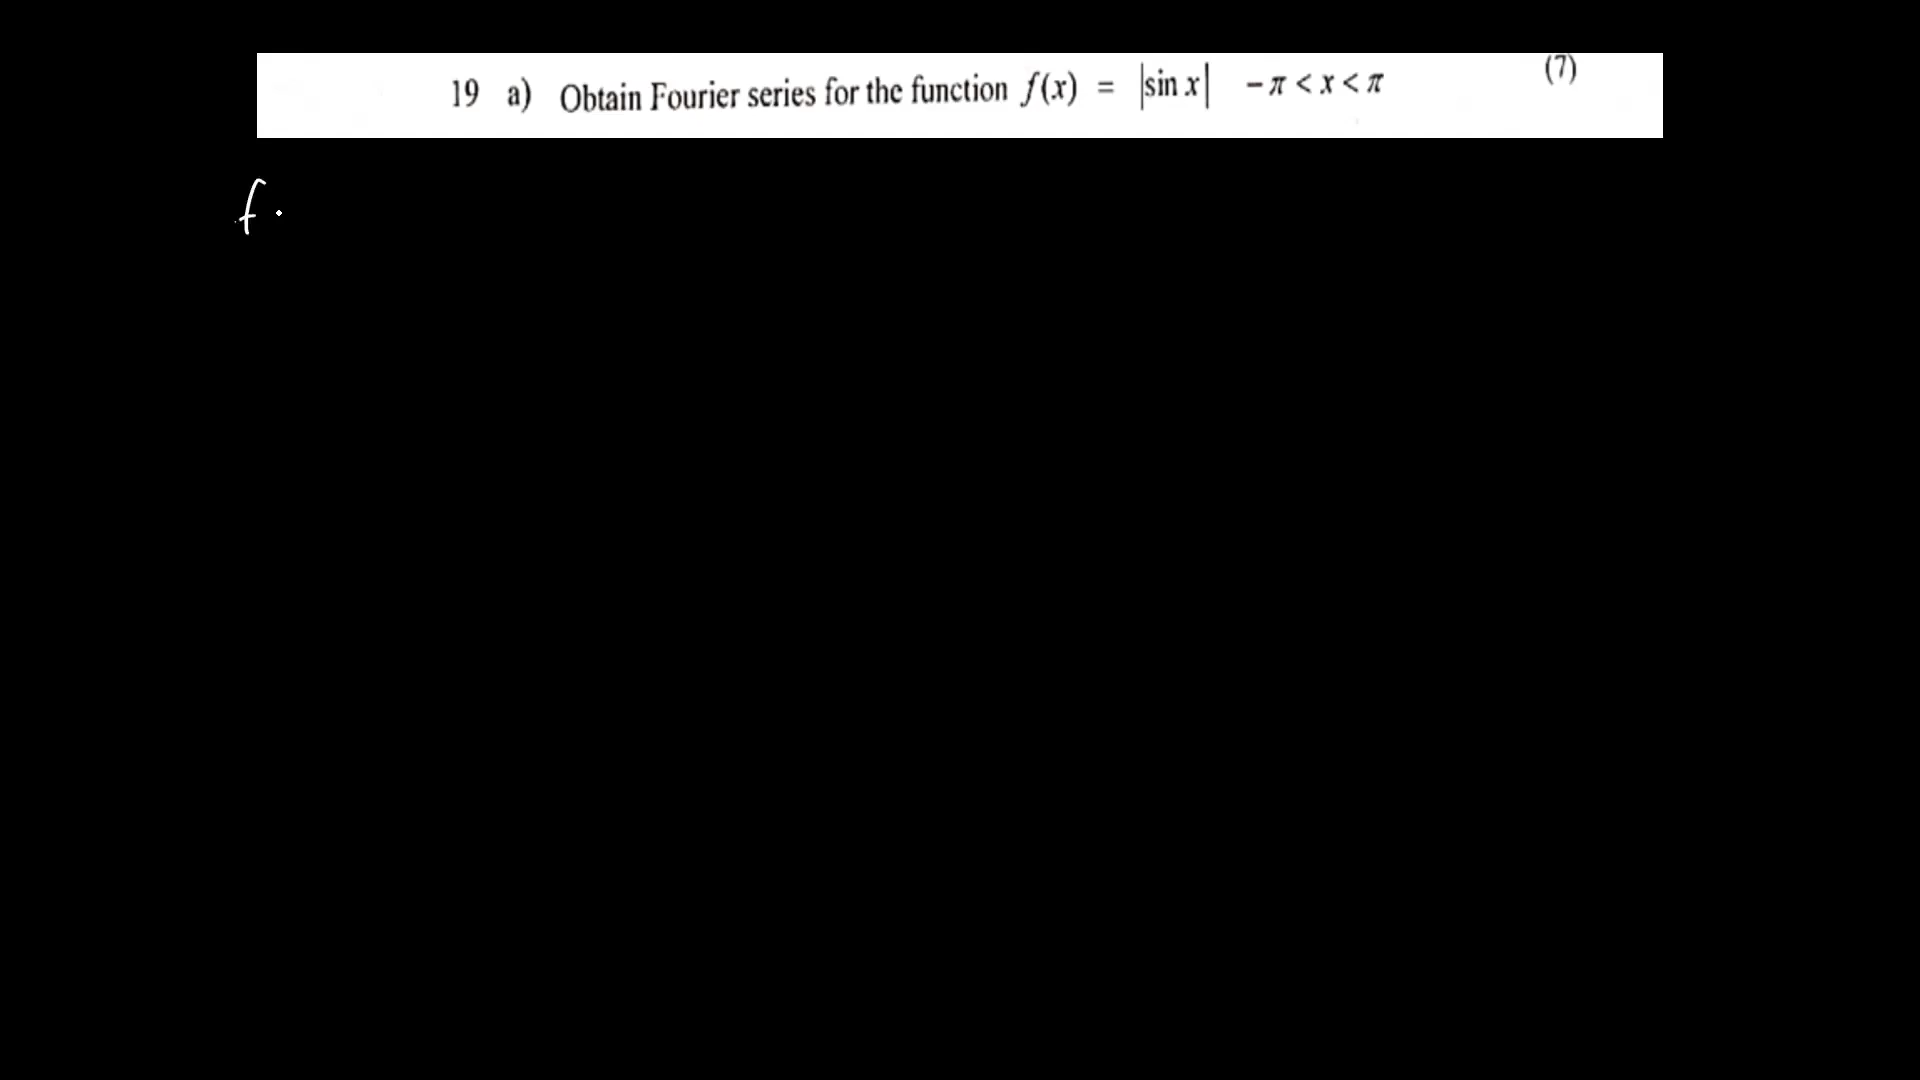 19 a) Obtain Fourier series for the function f(x) = |sin x| - π < x < π (7)
f